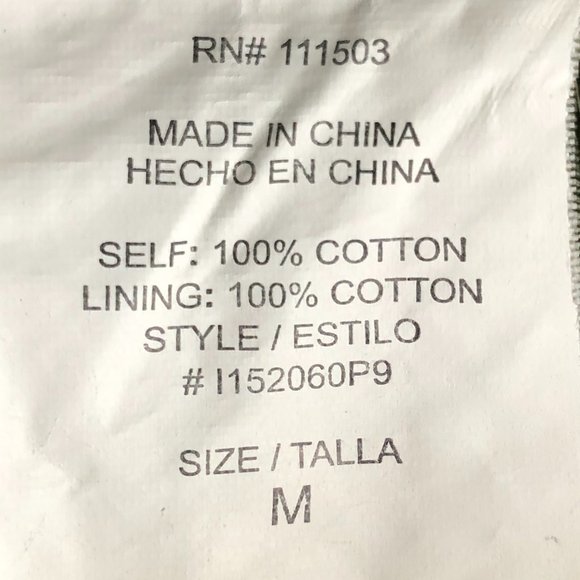 RN# 111503
MADE IN CHINA
HECHO EN CHINA
SELF: 100% COTTON
LINING: 100% COTTON
STYLE / ESTILO
# I152060P9
SIZE / TALLA
M